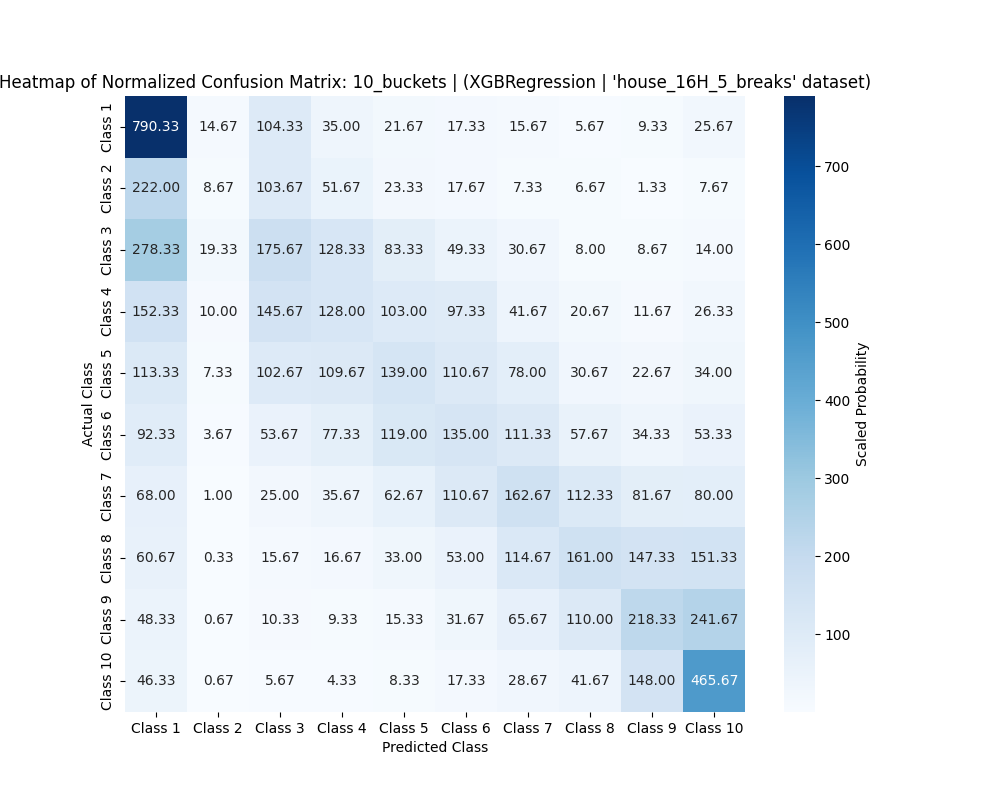 Heatmap of Normalized Confusion Matrix: 10_buckets | (XGBRegression | 'house_16H_5_breaks' dataset)
Class 1 790.33 14.67 104.33 35.00 21.67 17.33 15.67 5.67 9.33 25.67
Class 2 222.00 8.67 103.67 51.67 23.33 17.67 7.33 6.67 1.33 7.67
Class 3 278.33 19.33 175.67 128.33 83.33 49.33 30.67 8.00 8.67 14.00
Class 4 152.33 10.00 145.67 128.00 103.00 97.33 41.67 20.67 11.67 26.33
Class 5 113.33 7.33 102.67 109.67 139.00 110.67 78.00 30.67 22.67 34.00
Class 6 92.33 3.67 53.67 77.33 119.00 135.00 111.33 57.67 34.33 53.33
Class 7 68.00 1.00 25.00 35.67 62.67 110.67 162.67 112.33 81.67 80.00
Class 8 60.67 0.33 15.67 16.67 33.00 53.00 114.67 161.00 147.33 151.33
Class 9 48.33 0.67 10.33 9.33 15.33 31.67 65.67 110.00 218.33 241.67
Class 10 46.33 0.67 5.67 4.33 8.33 17.33 28.67 41.67 148.00 465.67
Class 1 Class 2 Class 3 Class 4 Class 5 Class 6 Class 7 Class 8 Class 9 Class 10
Predicted Class
Actual Class
700
600
500
400
300
200
100
Scaled Probability